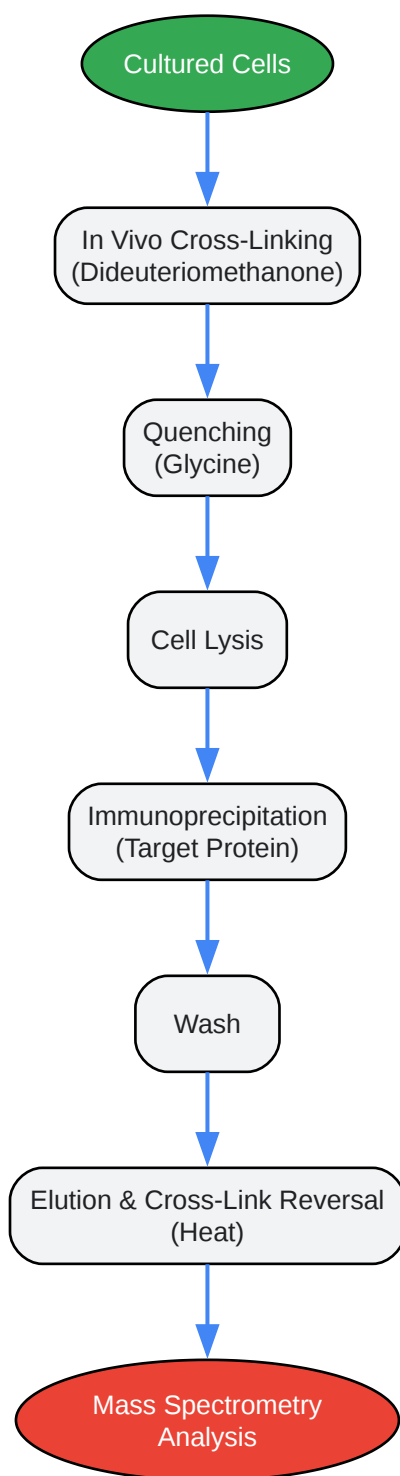 Cultured Cells
In Vivo Cross-Linking
(Dideuteriomethanone)
Quenching
(Glycine)
Cell Lysis
Immunoprecipitation
(Target Protein)
Wash
Elution & Cross-Link Reversal
(Heat)
Mass Spectrometry
Analysis